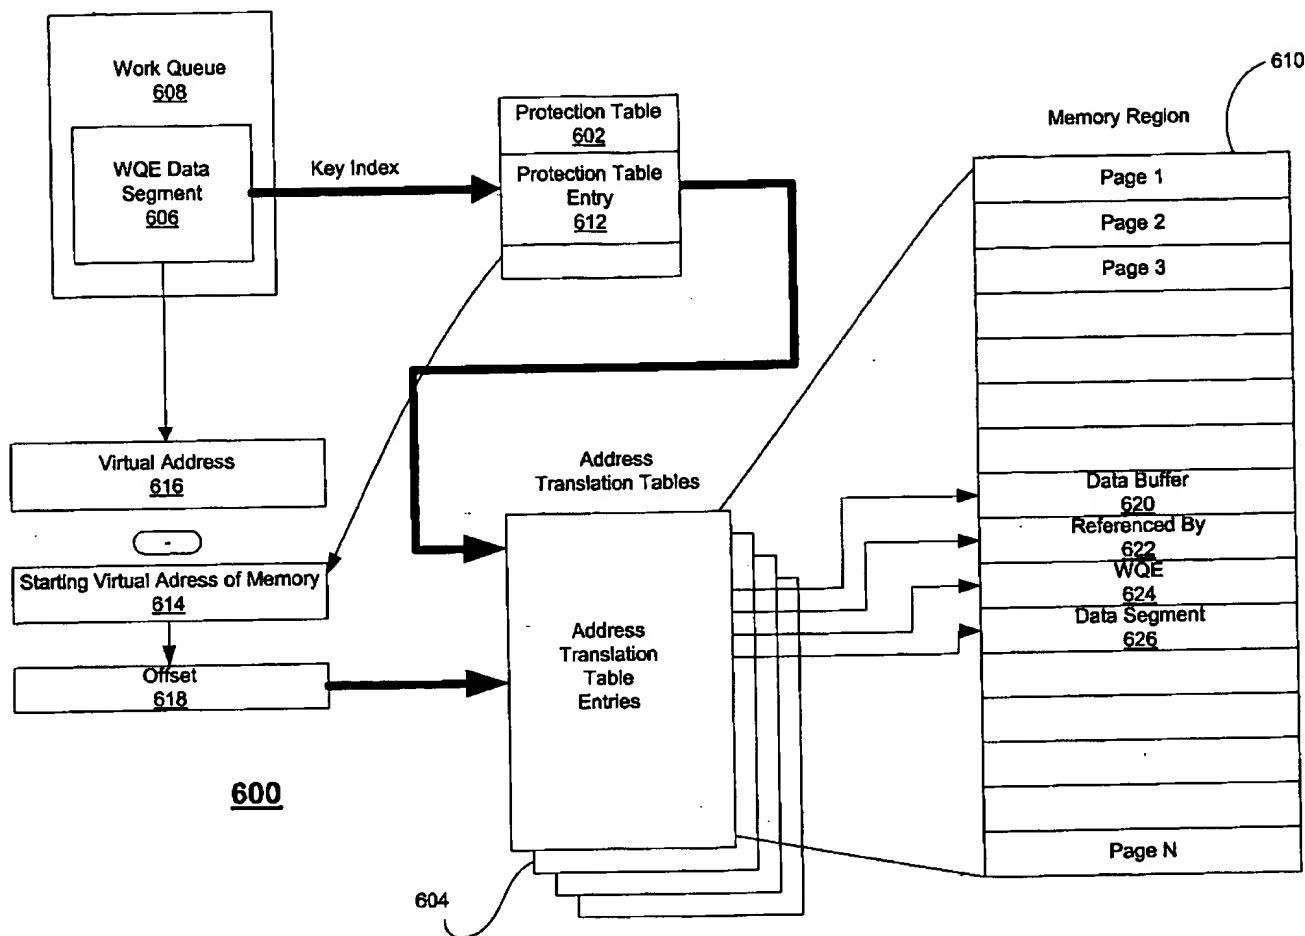 Work Queue
608
WQE Data
Segment
606
Key Index
Protection Table
602
Protection Table
Entry
612
610
Memory Region
Page 1
Page 2
Page 3
Virtual Address
616
-
Starting Virtual Adress of Memory
614
Offset
618
600
Address
Translation Tables
Address
Translation
Table
Entries
604
Data Buffer
620
Referenced By
622
WQE
624
Data Segment
626
Page N